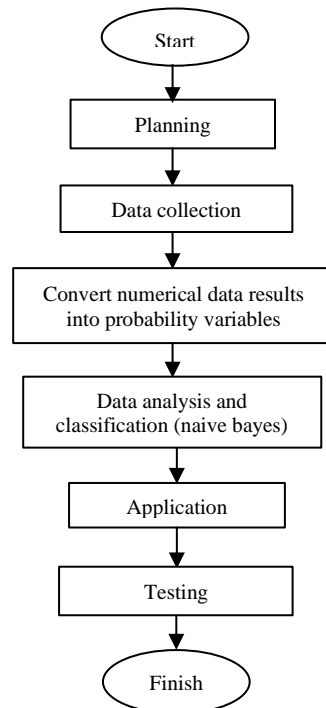 Start
Planning
Data collection
Convert numerical data results
into probability variables
Data analysis and
classification (naive bayes)
Application
Testing
Finish